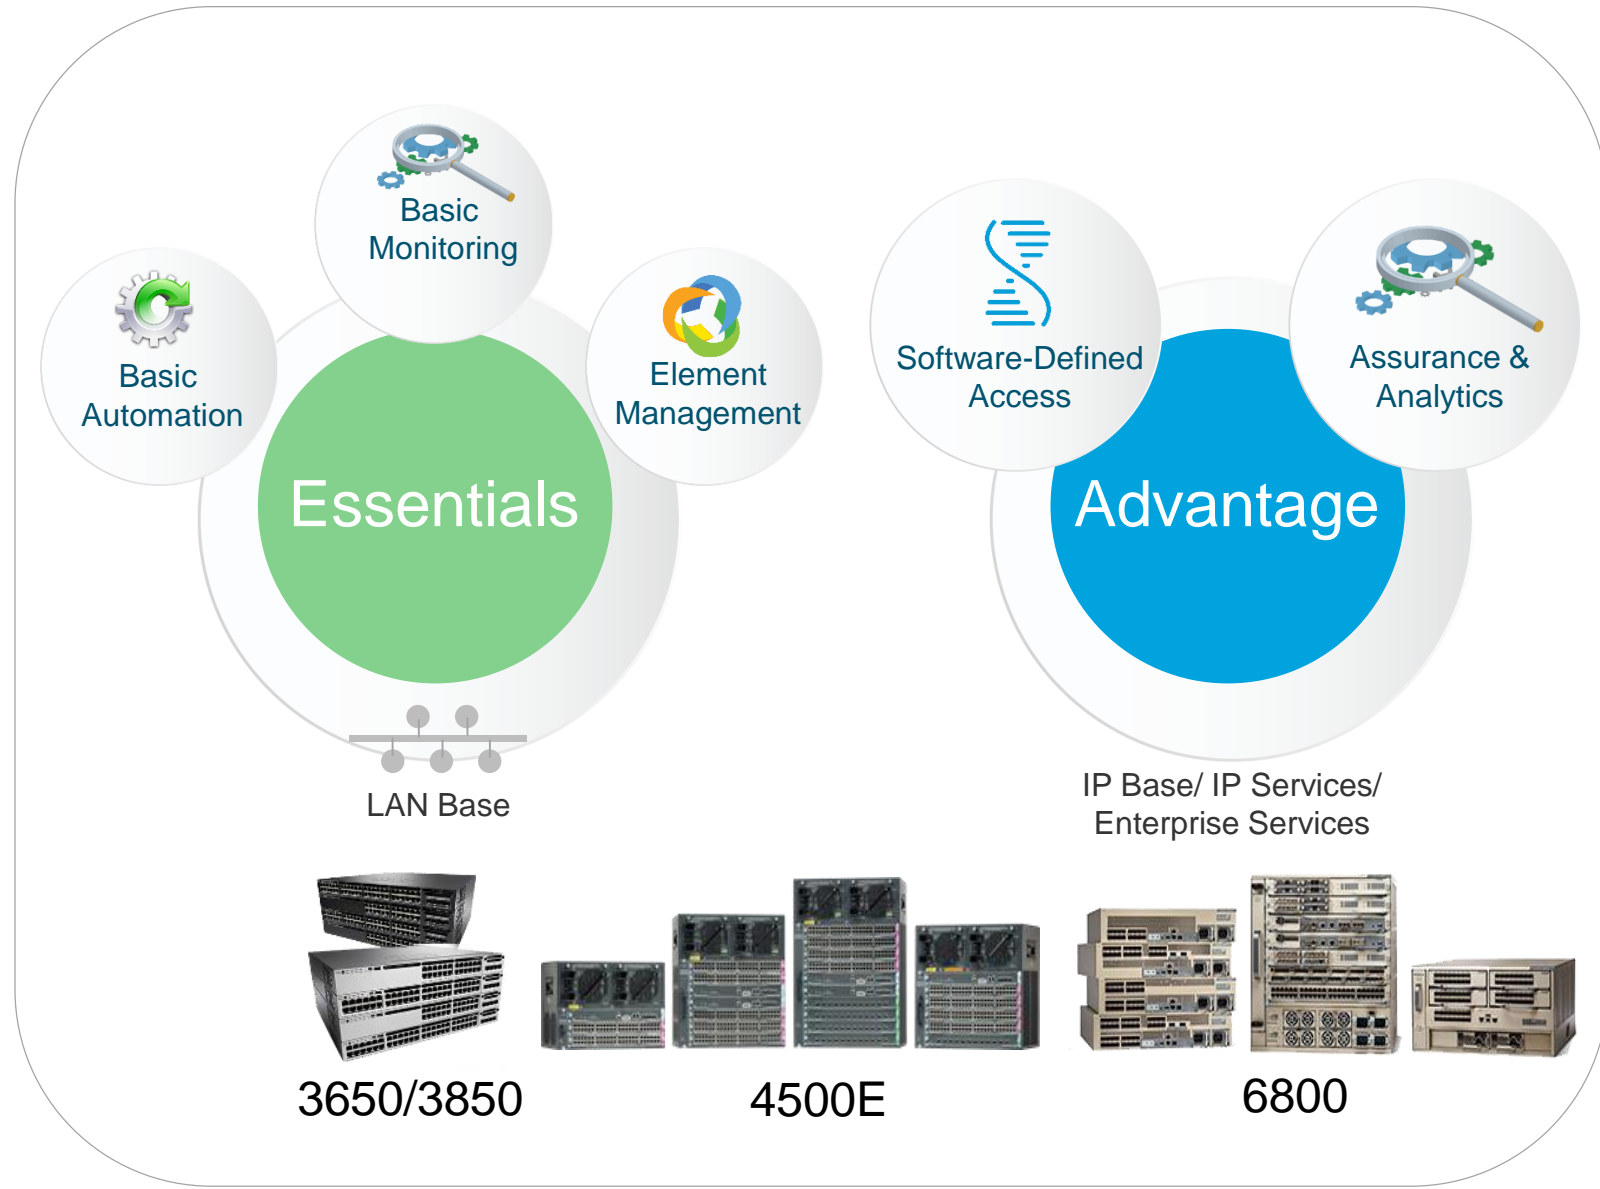 Basic
Monitoring
Basic
Automation
Element
Management
Essentials
LAN Base
Software-Defined
Access
Assurance &
Analytics
Advantage
IP Base/ IP Services/
Enterprise Services
3650/3850
4500E
6800